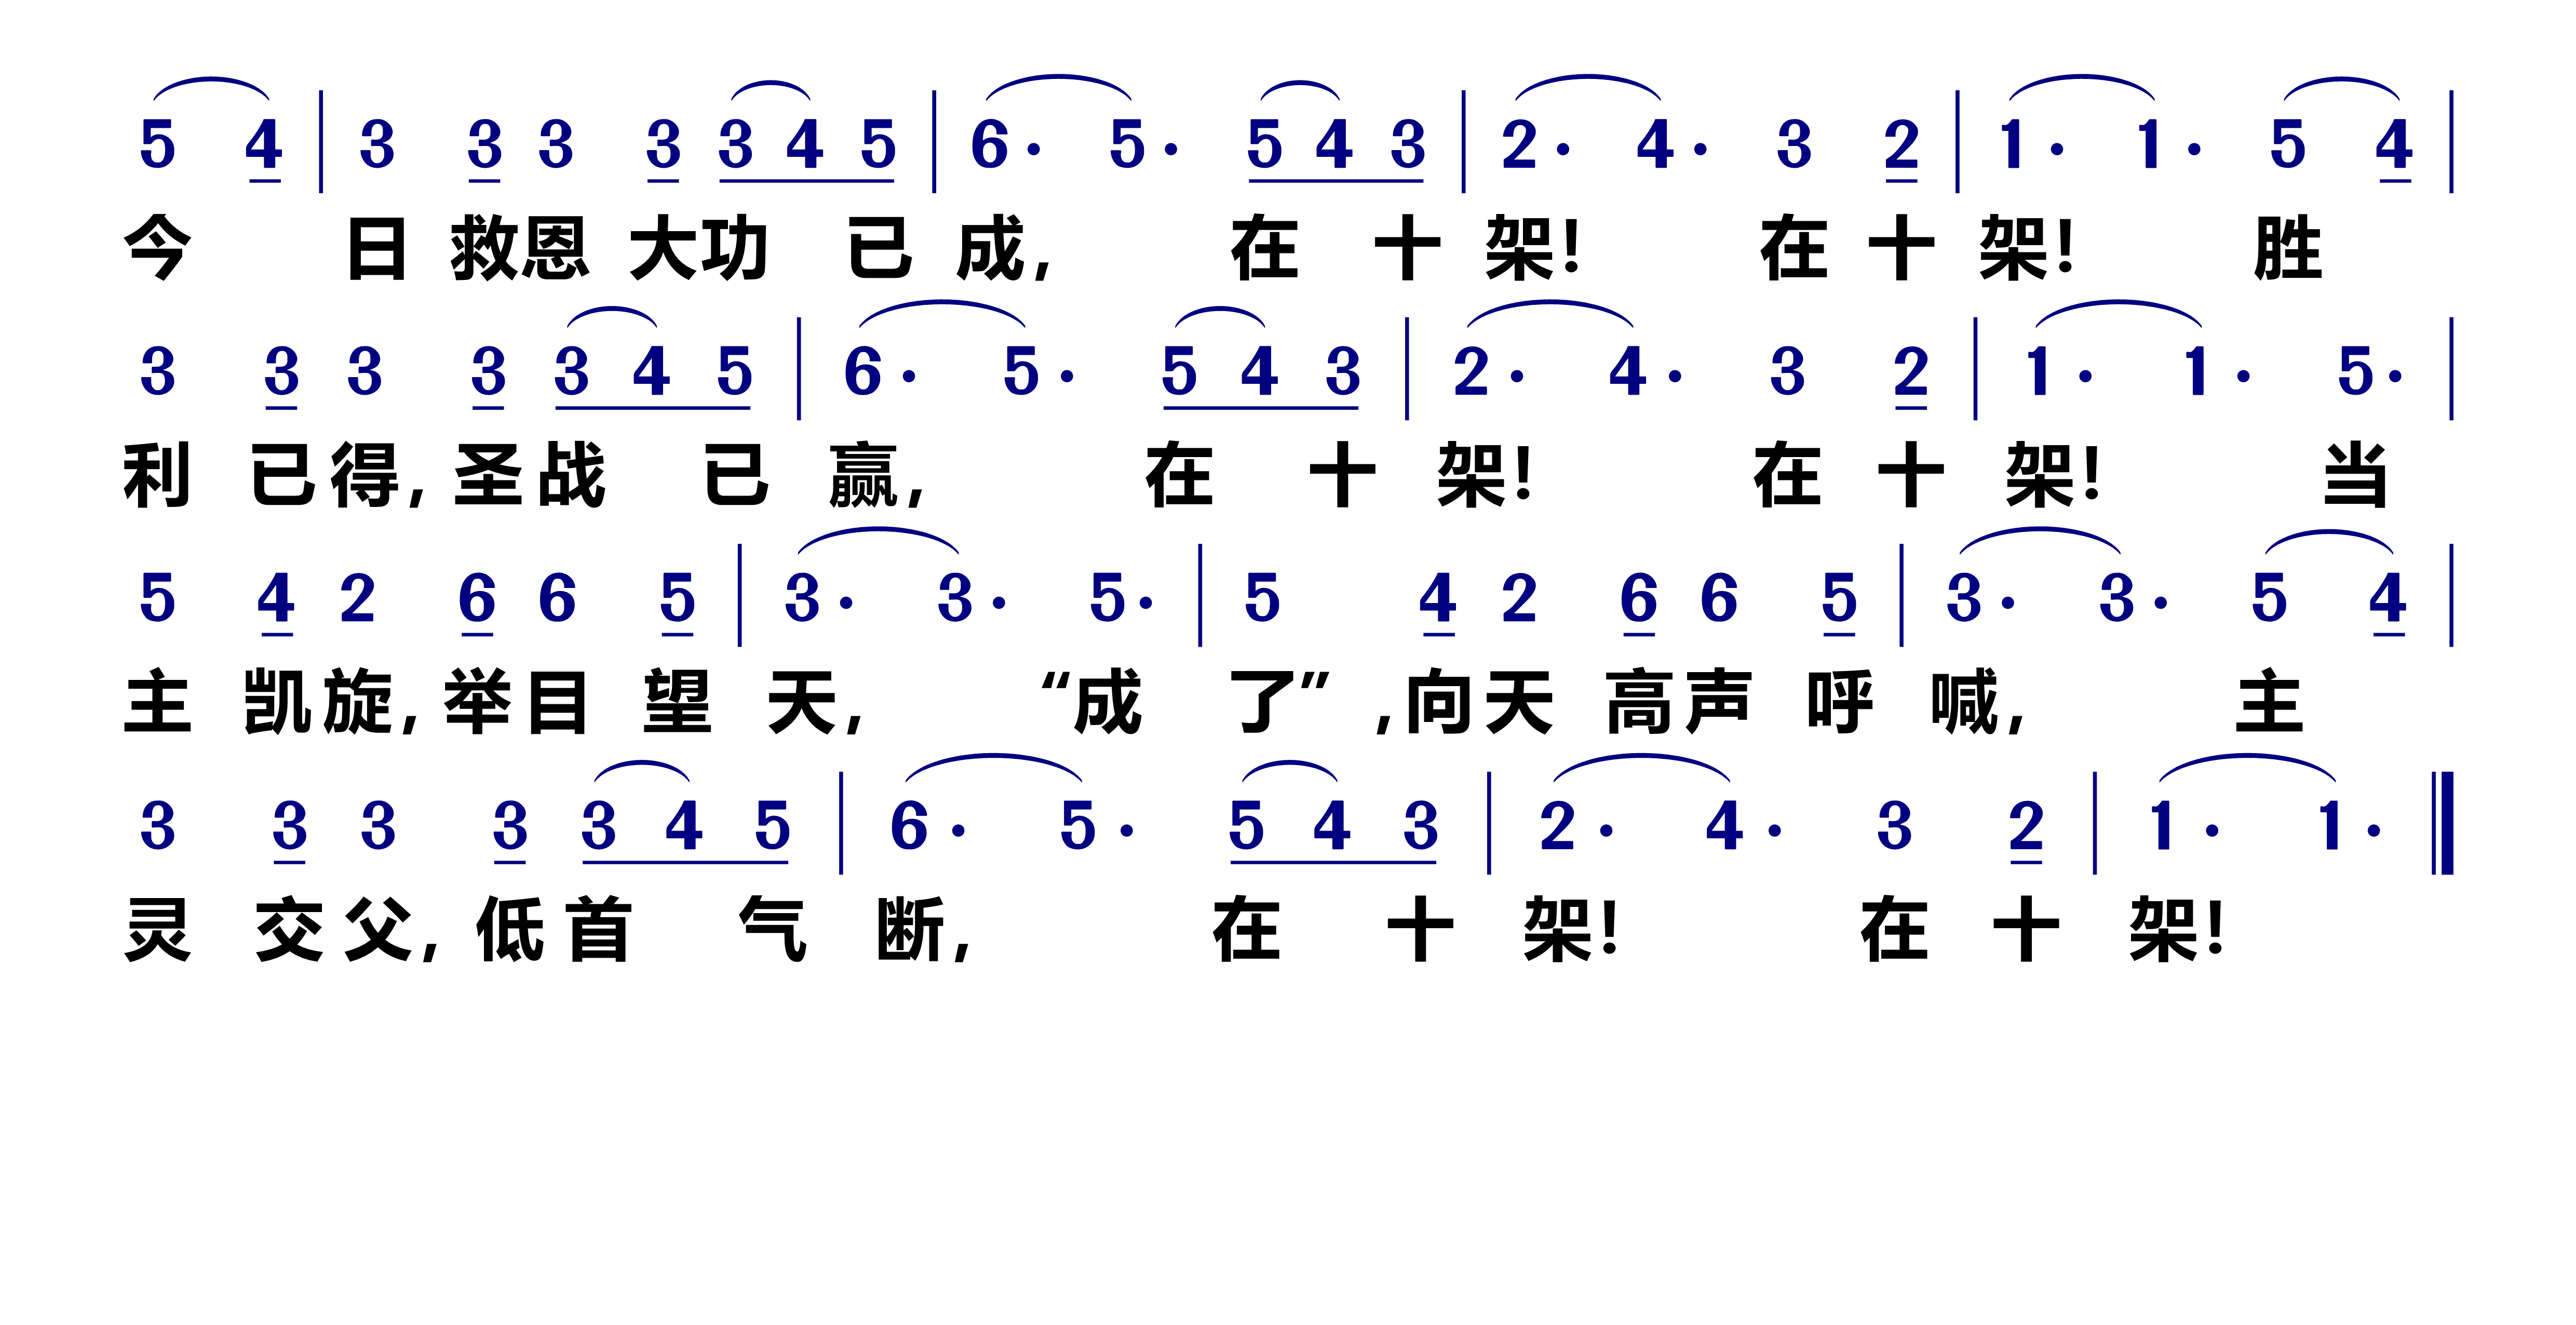 5 4 | 3 3 3 3 3 4 5 | 6· 5· 5 4 3 | 2· 4· 3 2 | 1· 1· 5 4 |
今 日 救恩 大功 已 成, 在 十 架! 在 十 架! 胜
3 3 3 3 3 4 5 | 6· 5· 5 4 3 | 2· 4· 3 2 | 1· 1· 5· |
利 已得, 圣战 已 赢, 在 十 架! 在 十 架! 当
5 4 2 6 6 5 | 3· 3· 5· | 5 4 2 6 6 5 | 3· 3· 5 4 |
主 凯旋, 举目 望 天, “成 了” ,向天 高声 呼 喊, 主
3 3 3 3 3 4 5 | 6· 5· 5 4 3 | 2· 4· 3 2 | 1· 1· ‖
灵 交父, 低首 气 断, 在 十 架! 在 十 架!